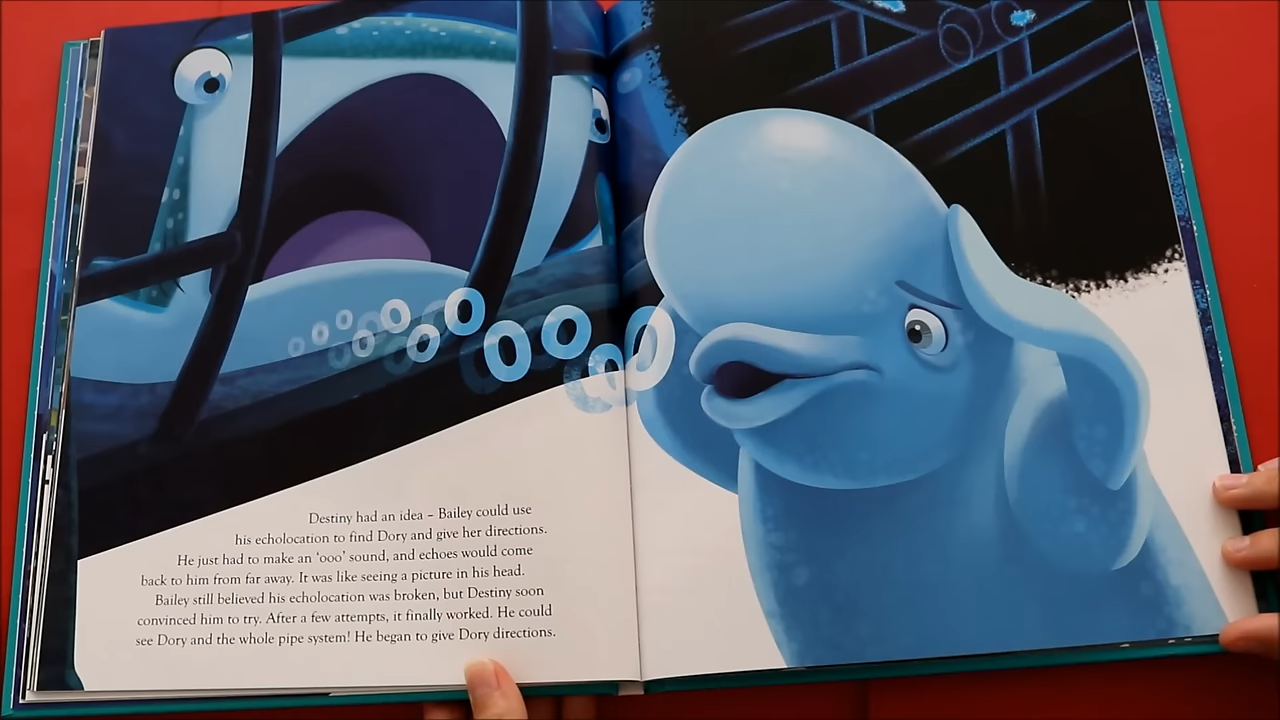 Destiny had an idea – Bailey could use
his echolocation to find Dory and give her directions.
He just had to make an ‘ooo’ sound, and echoes would come
back to him from far away. It was like seeing a picture in his head.
Bailey still believed his echolocation was broken, but Destiny soon
convinced him to try. After a few attempts, it finally worked. He could
see Dory and the whole pipe system! He began to give Dory directions.